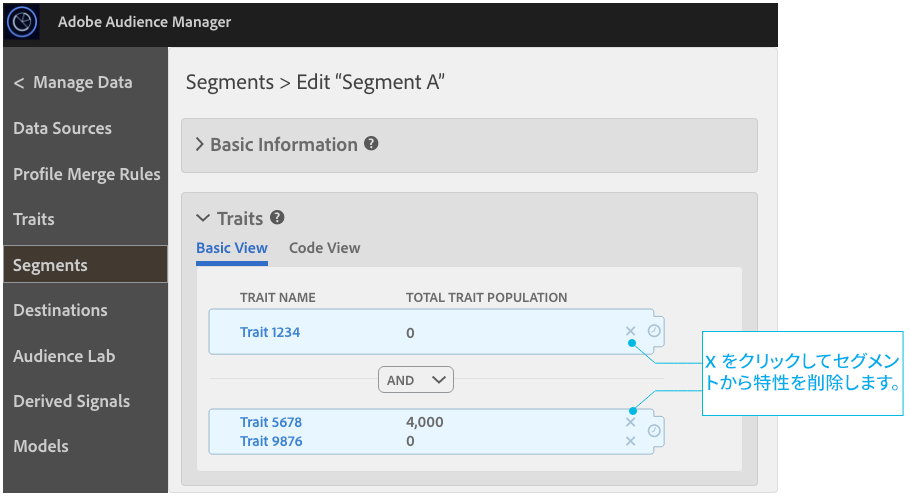 Adobe Audience Manager
< Manage Data
Data Sources
Profile Merge Rules
Traits
Segments
Destinations
Audience Lab
Derived Signals
Models
Segments > Edit “Segment A”
Basic Information ?
Traits ?
Basic View Code View
TRAIT NAME TOTAL TRAIT POPULATION
Trait 1234 0
AND
Trait 5678 4,000
Trait 9876 0
X をクリックしてセグメン
トから特性を削除します。